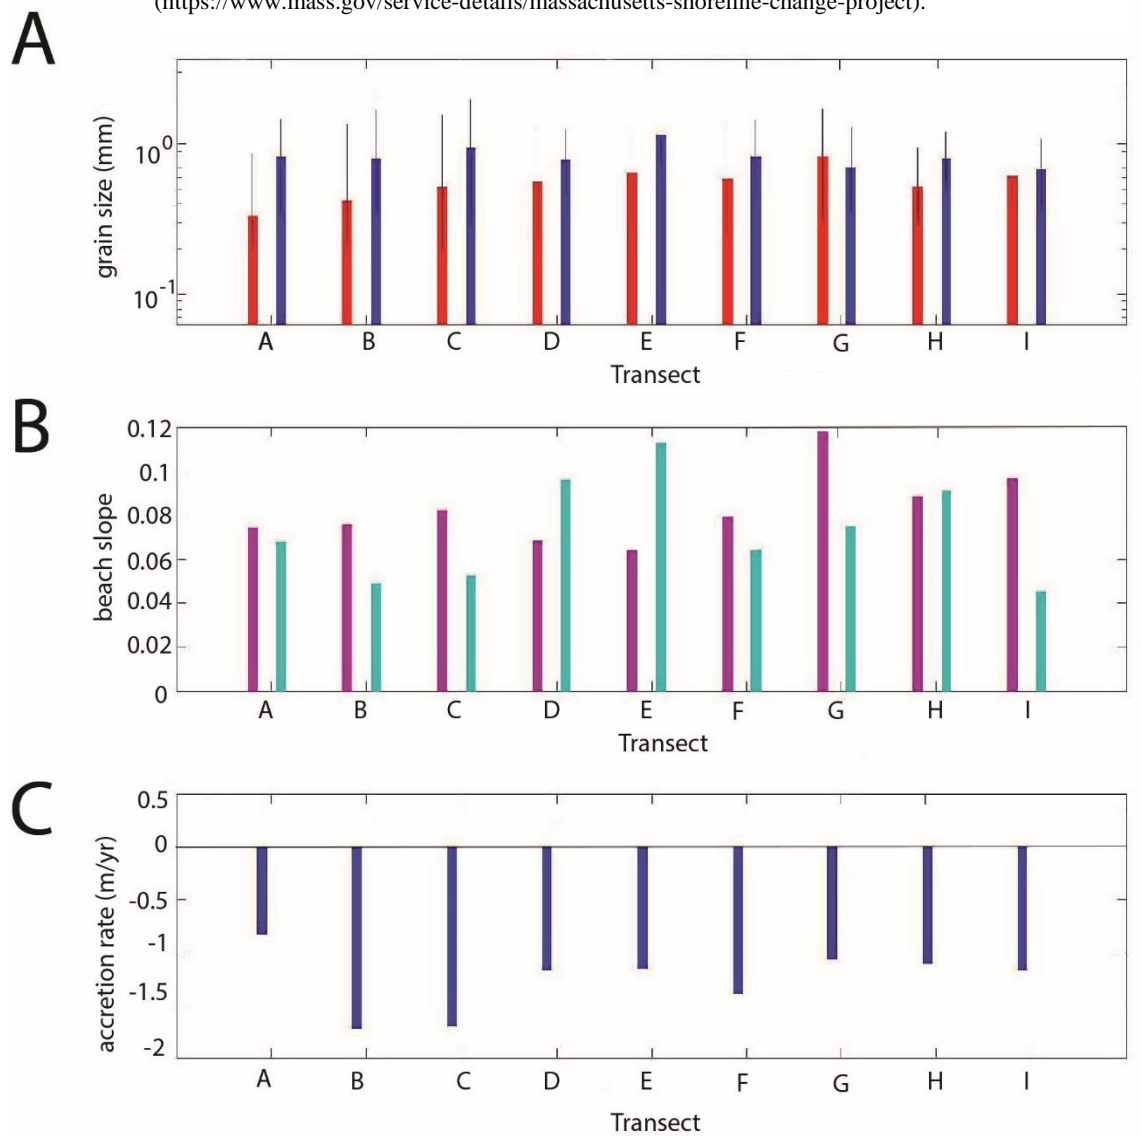 (https://www.mass.gov/service-details/massachusetts-shoreline-change-project).
A
grain size (mm)
10^0
10^-1
A B C D E F G H I
Transect
B
beach slope
0.12
0.1
0.08
0.06
0.04
0.02
0
A B C D E F G H I
Transect
C
accretion rate (m/yr)
0.5
0
-0.5
-1
-1.5
-2
A B C D E F G H I
Transect